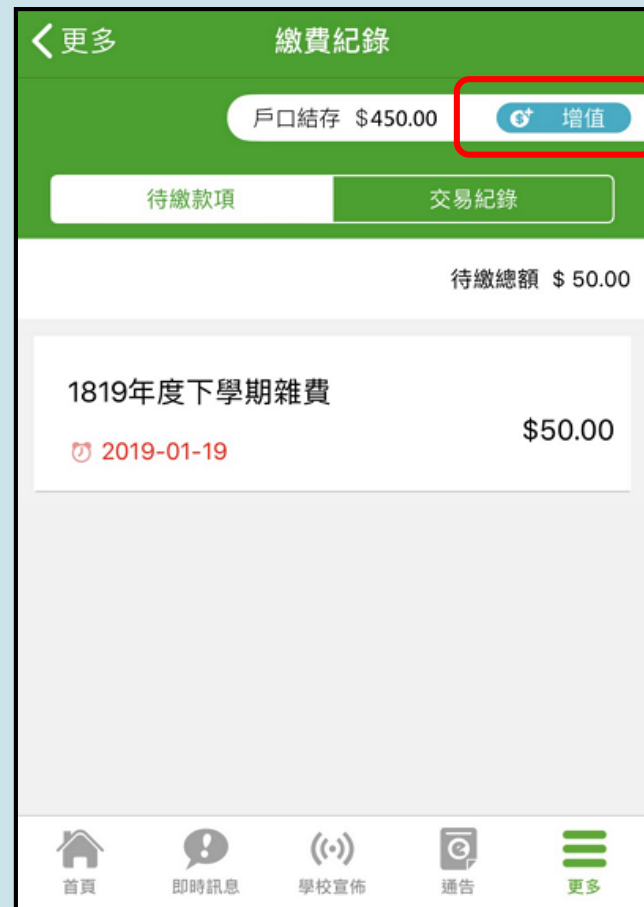 更多 繳費紀錄
戶口結存 $450.00 增值
待繳款項 交易紀錄
待繳總額 $ 50.00
1819年度下學期雜費
$50.00
2019-01-19
首頁 即時訊息 學校宣佈 通告 更多